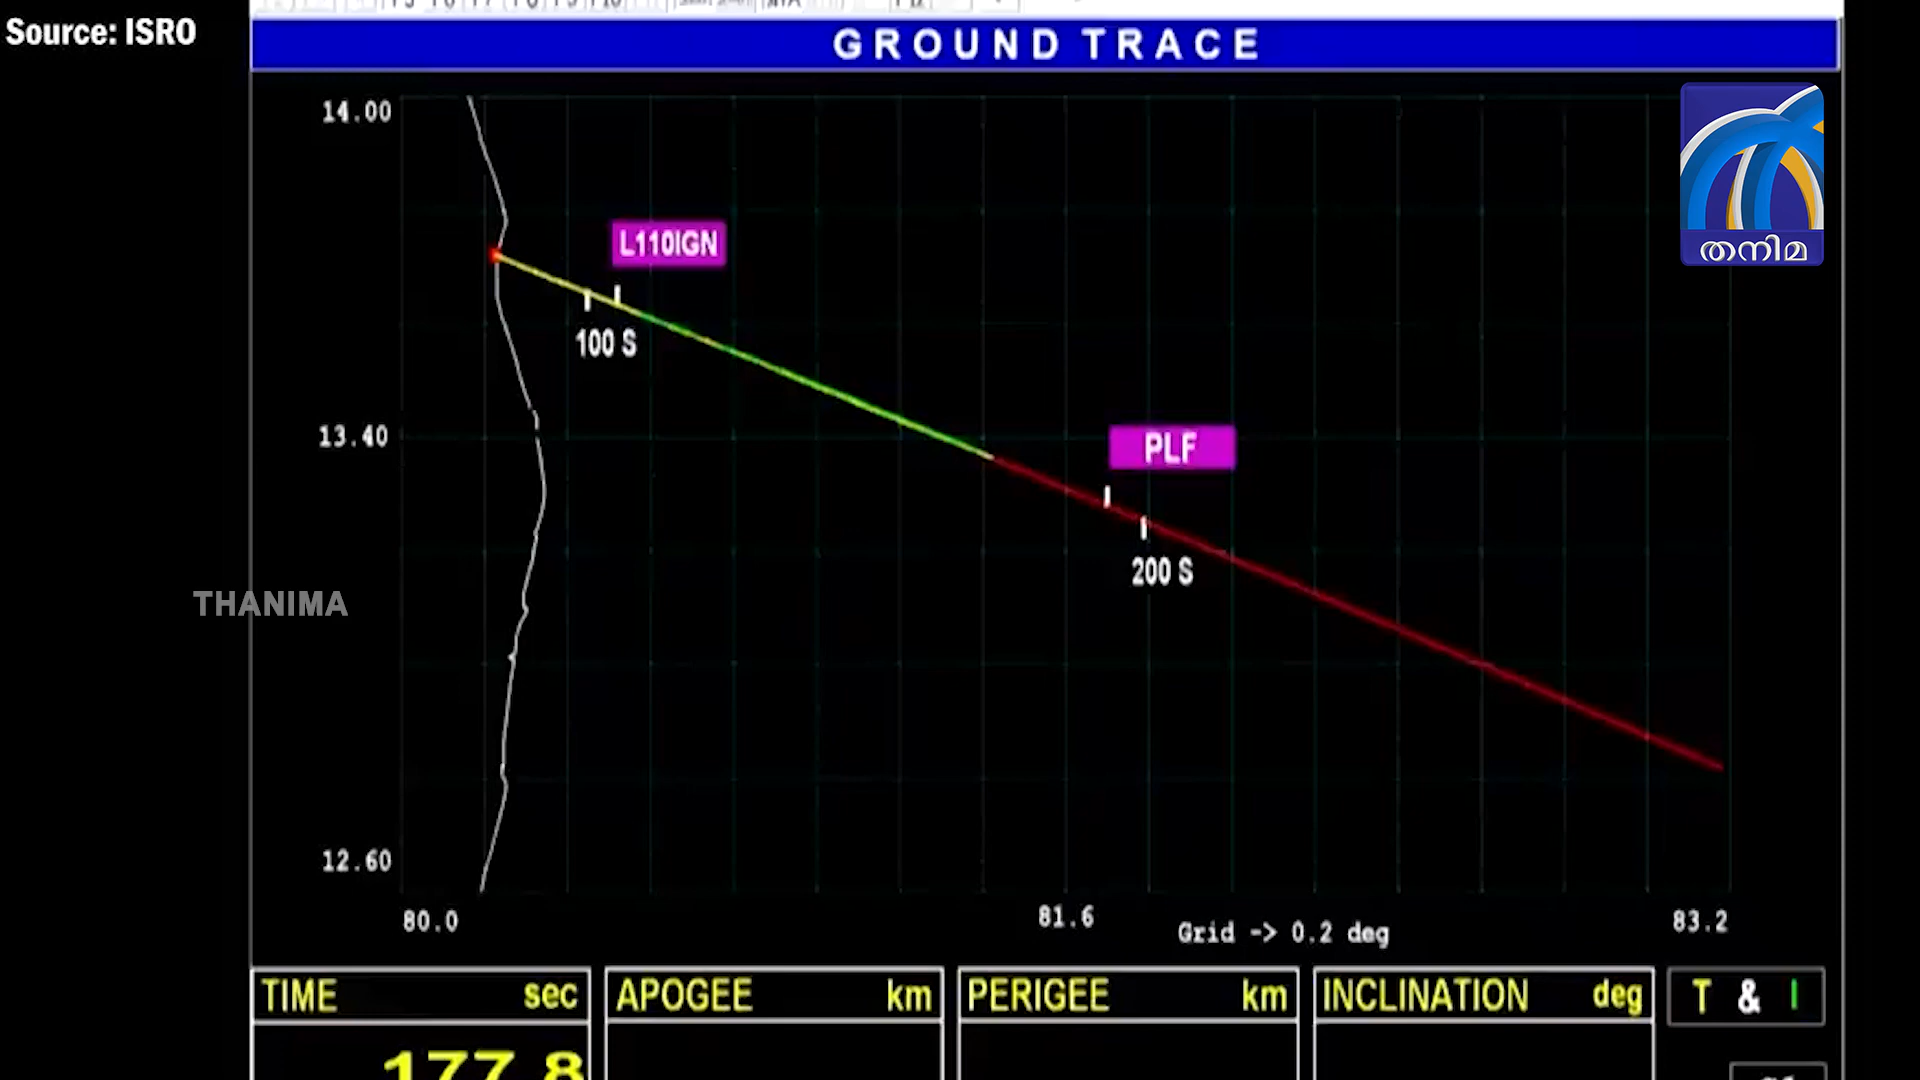 Source: ISRO
GROUND TRACE
14.00
L110IGN
തനിമ
100 S
13.40
PLF
200 S
THANIMA
12.60
80.0
81.6
Grid -> 0.2 deg
83.2
TIME sec
APOGEE km
PERIGEE km
INCLINATION deg
T & I
177.8